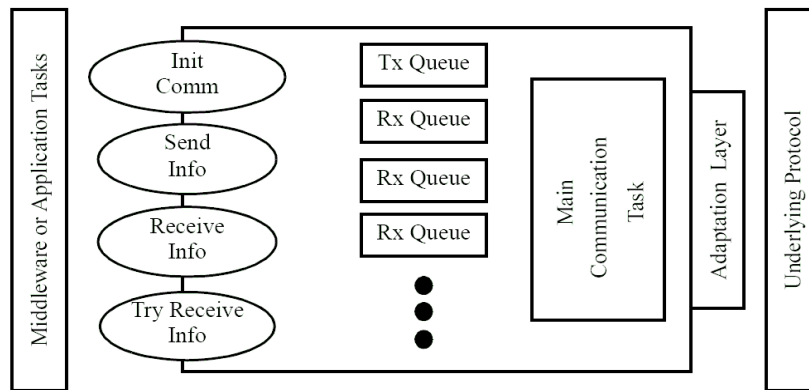 Middleware or Application Tasks
Init
Comm
Send
Info
Receive
Info
Try Receive
Info
Tx Queue
Rx Queue
Rx Queue
Rx Queue
Main
Communication
Task
Adaptation Layer
Underlying Protocol